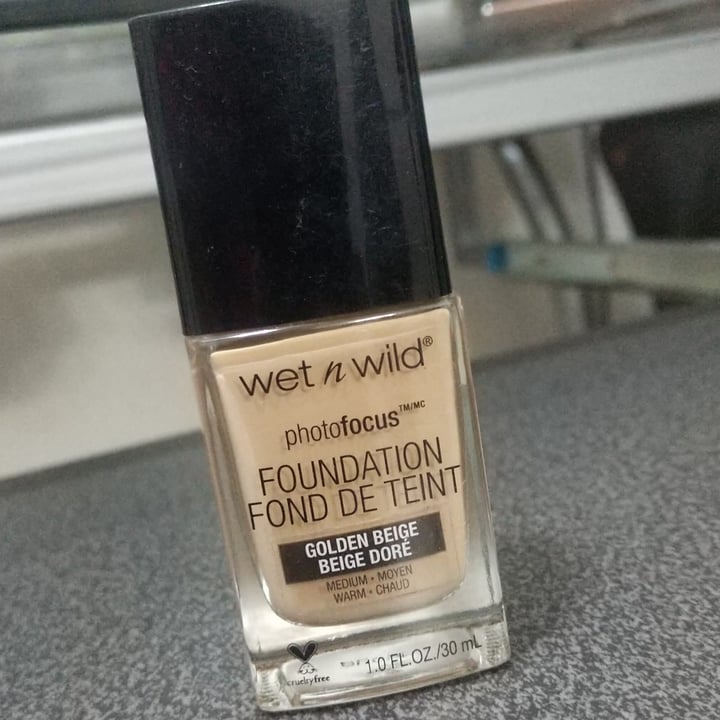 wet n wild®
photofocus™/MC
FOUNDATION
FOND DE TEINT
GOLDEN BEIGE
BEIGE DORÉ
MEDIUM • MOYEN
WARM • CHAUD
crueltyfree
1.0 FL.OZ./30 mL